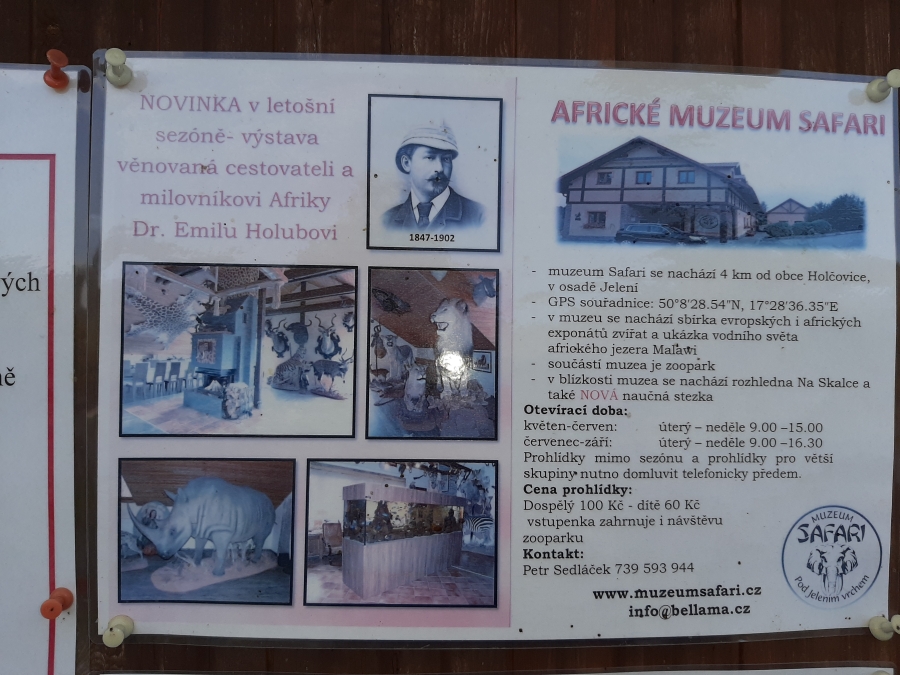 ých
ně
NOVINKA v letošní
sezóně- výstava
věnovaná cestovateli a
milovníkovi Afriky
Dr. Emilu Holubovi
1847-1902
AFRICKÉ MUZEUM SAFARI
- muzeum Safari se nachází 4 km od obce Holčovice,
v osadě Jelení
- GPS souřadnice: 50°8'28.54"N, 17°28'36.35"E
- v muzeu se nachází sbírka evropských i afrických
exponátů zvířat a ukázka vodního světa
afriokého jezera Malawi
- součástí muzea je zoopark
- v blízkosti muzea se nachází rozhledna Na Skalce a
také NOVÁ naučná stezka
Otevírací doba:
květen-červen: úterý – neděle 9.00 –15.00
červenec-září: úterý – neděle 9.00 –16.30
Prohlídky mimo sezónu a prohlídky pro větší
skupiny nutno domluvit telefonicky předem.
Cena prohlídky:
Dospělý 100 Kč - dítě 60 Kč
vstupenka zahrnuje i návštěvu
zooparku
Kontakt:
Petr Sedláček 739 593 944
www.muzeumsafari.cz
info@bellama.cz
MUZEUM
SAFARI
Pod Jelením vrchem